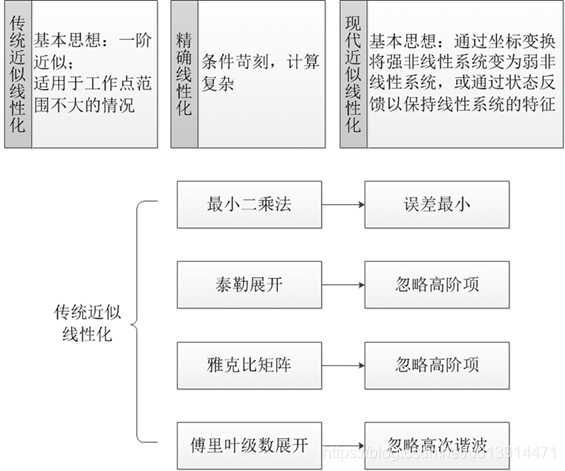 传统近似线性化
基本思想：一阶
近似；
适用于工作点范
围不大的情况
精确线性化
条件苛刻，计算
复杂
现代近似线性化
基本思想：通过坐标变换
将强非线性系统变为弱非
线性系统，或通过状态反
馈以保持线性系统的特征
传统近似
线性化
最小二乘法
误差最小
泰勒展开
忽略高阶项
雅克比矩阵
忽略高阶项
傅里叶级数展开
忽略高次谐波